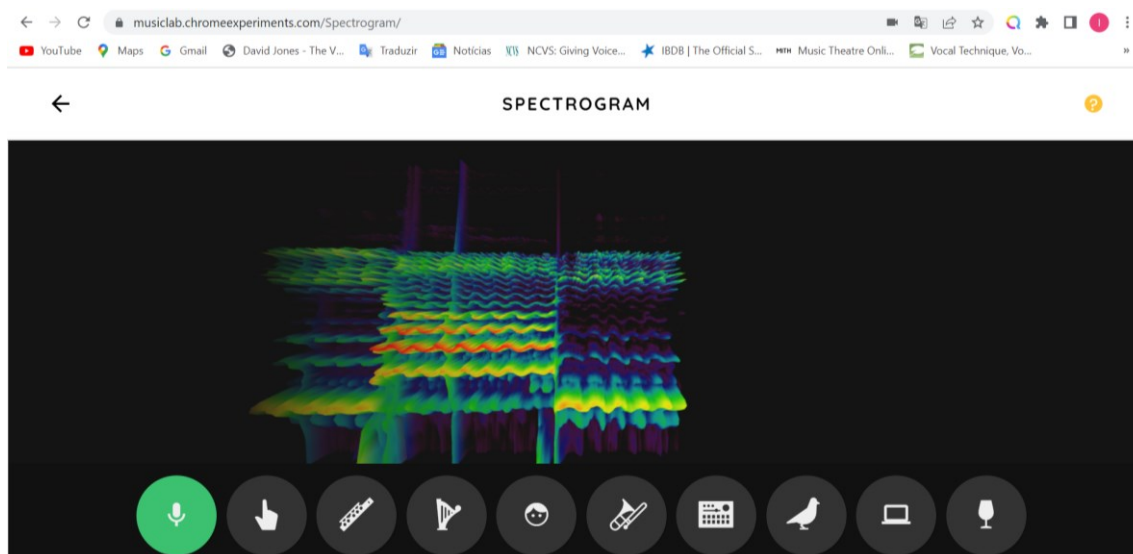 musiclab.chromeexperiments.com/Spectrogram/
YouTube Maps Gmail David Jones - The V... Traduzir Notícias NCVS: Giving Voice... IBDB | The Official S... MITH Music Theatre Onli... Vocal Technique, Vo... »
SPECTROGRAM ?